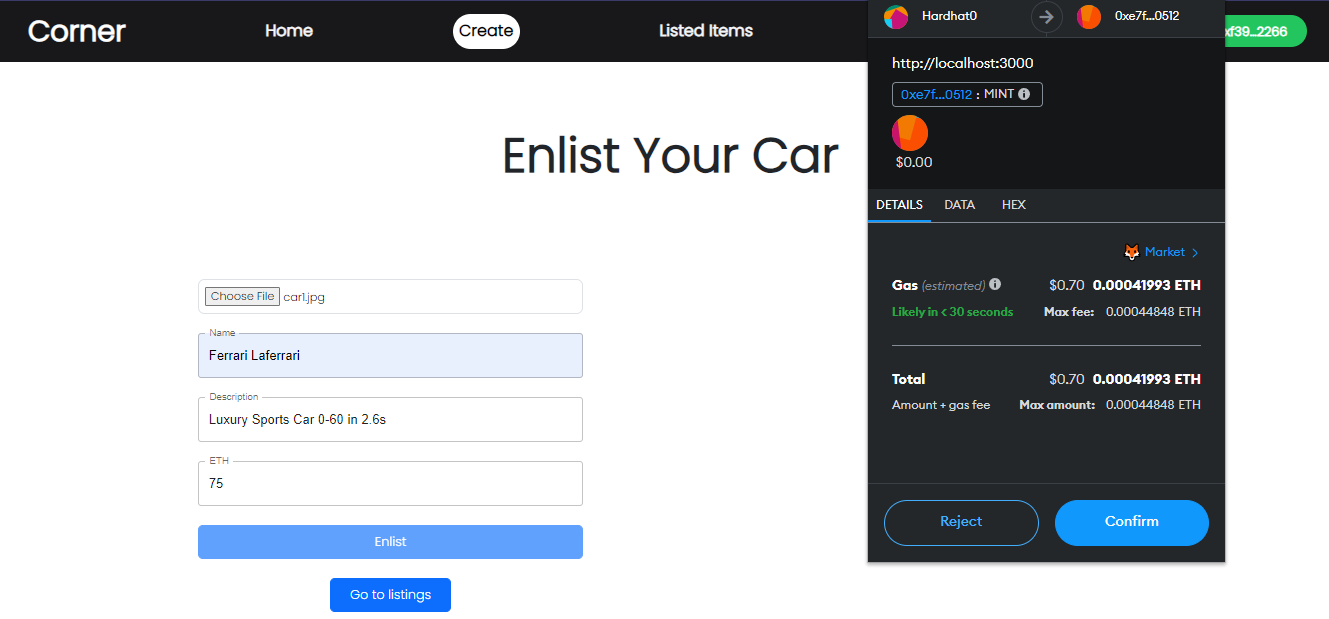 Corner
Home
Create
Listed Items
xf39...2266
Enlist Your Car
Choose File car1.jpg
Name
Ferrari Laferrari
Description
Luxury Sports Car 0-60 in 2.6s
ETH
75
Enlist
Go to listings
Hardhat0
0xe7f...0512
http://localhost:3000
0xe7f...0512 : MINT
$0.00
DETAILS DATA HEX
Market
Gas (estimated) $0.70 0.00041993 ETH
Likely in < 30 seconds Max fee: 0.00044848 ETH
Total $0.70 0.00041993 ETH
Amount + gas fee Max amount: 0.00044848 ETH
Reject
Confirm